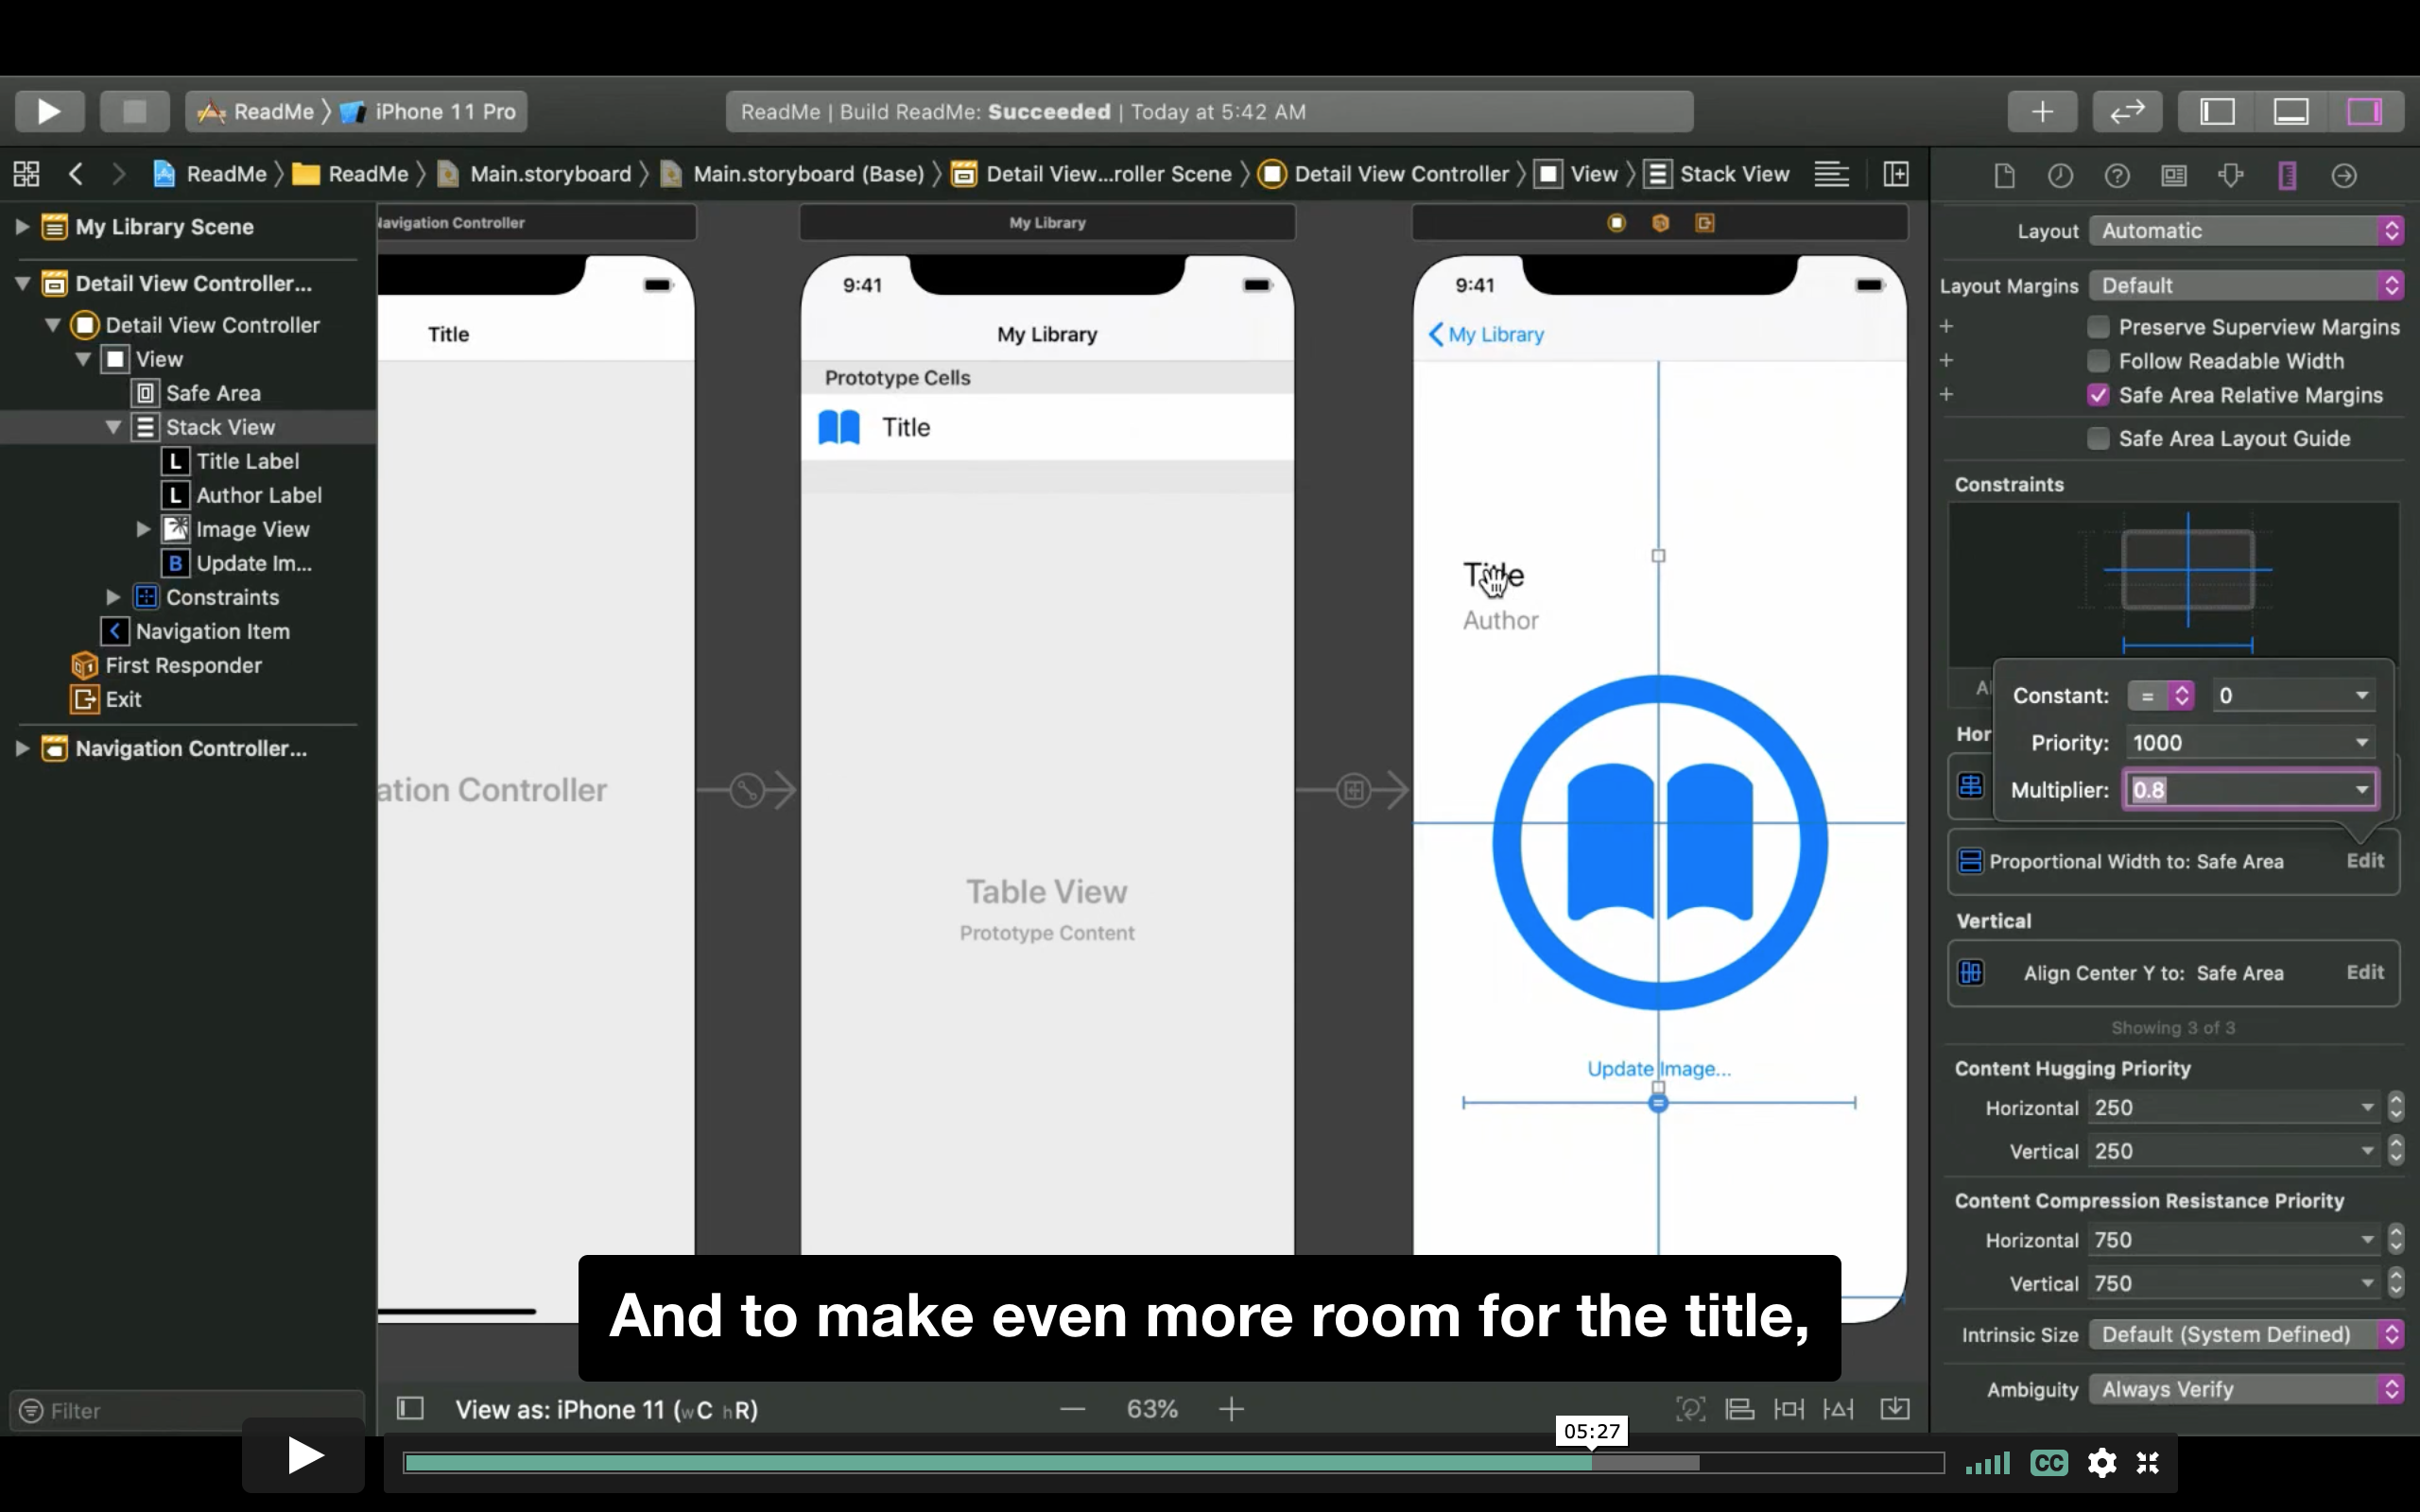 ReadMe
iPhone 11 Pro
ReadMe | Build ReadMe: Succeeded | Today at 5:42 AM
ReadMe
ReadMe
Main.storyboard
Main.storyboard (Base)
Detail View...roller Scene
Detail View Controller
View
Stack View
My Library Scene
Detail View Controller...
Detail View Controller
View
Safe Area
Stack View
L Title Label
L Author Label
Image View
B Update Im...
Constraints
Navigation Item
First Responder
Exit
Navigation Controller...
Filter
Navigation Controller
Title
ation Controller
My Library
9:41
My Library
Prototype Cells
Title
Table View
Prototype Content
9:41
My Library
Title
Author
Update Image...
Layout Automatic
Layout Margins Default
Preserve Superview Margins
Follow Readable Width
Safe Area Relative Margins
Safe Area Layout Guide
Constraints
Constant: = 0
Hor
Priority: 1000
Multiplier: 0.8
Proportional Width to: Safe Area Edit
Vertical
Align Center Y to: Safe Area Edit
Showing 3 of 3
Content Hugging Priority
Horizontal 250
Vertical 250
Content Compression Resistance Priority
Horizontal 750
Vertical 750
Intrinsic Size Default (System Defined)
Ambiguity Always Verify
And to make even more room for the title,
View as: iPhone 11 (wC hR)
63%
05:27
CC